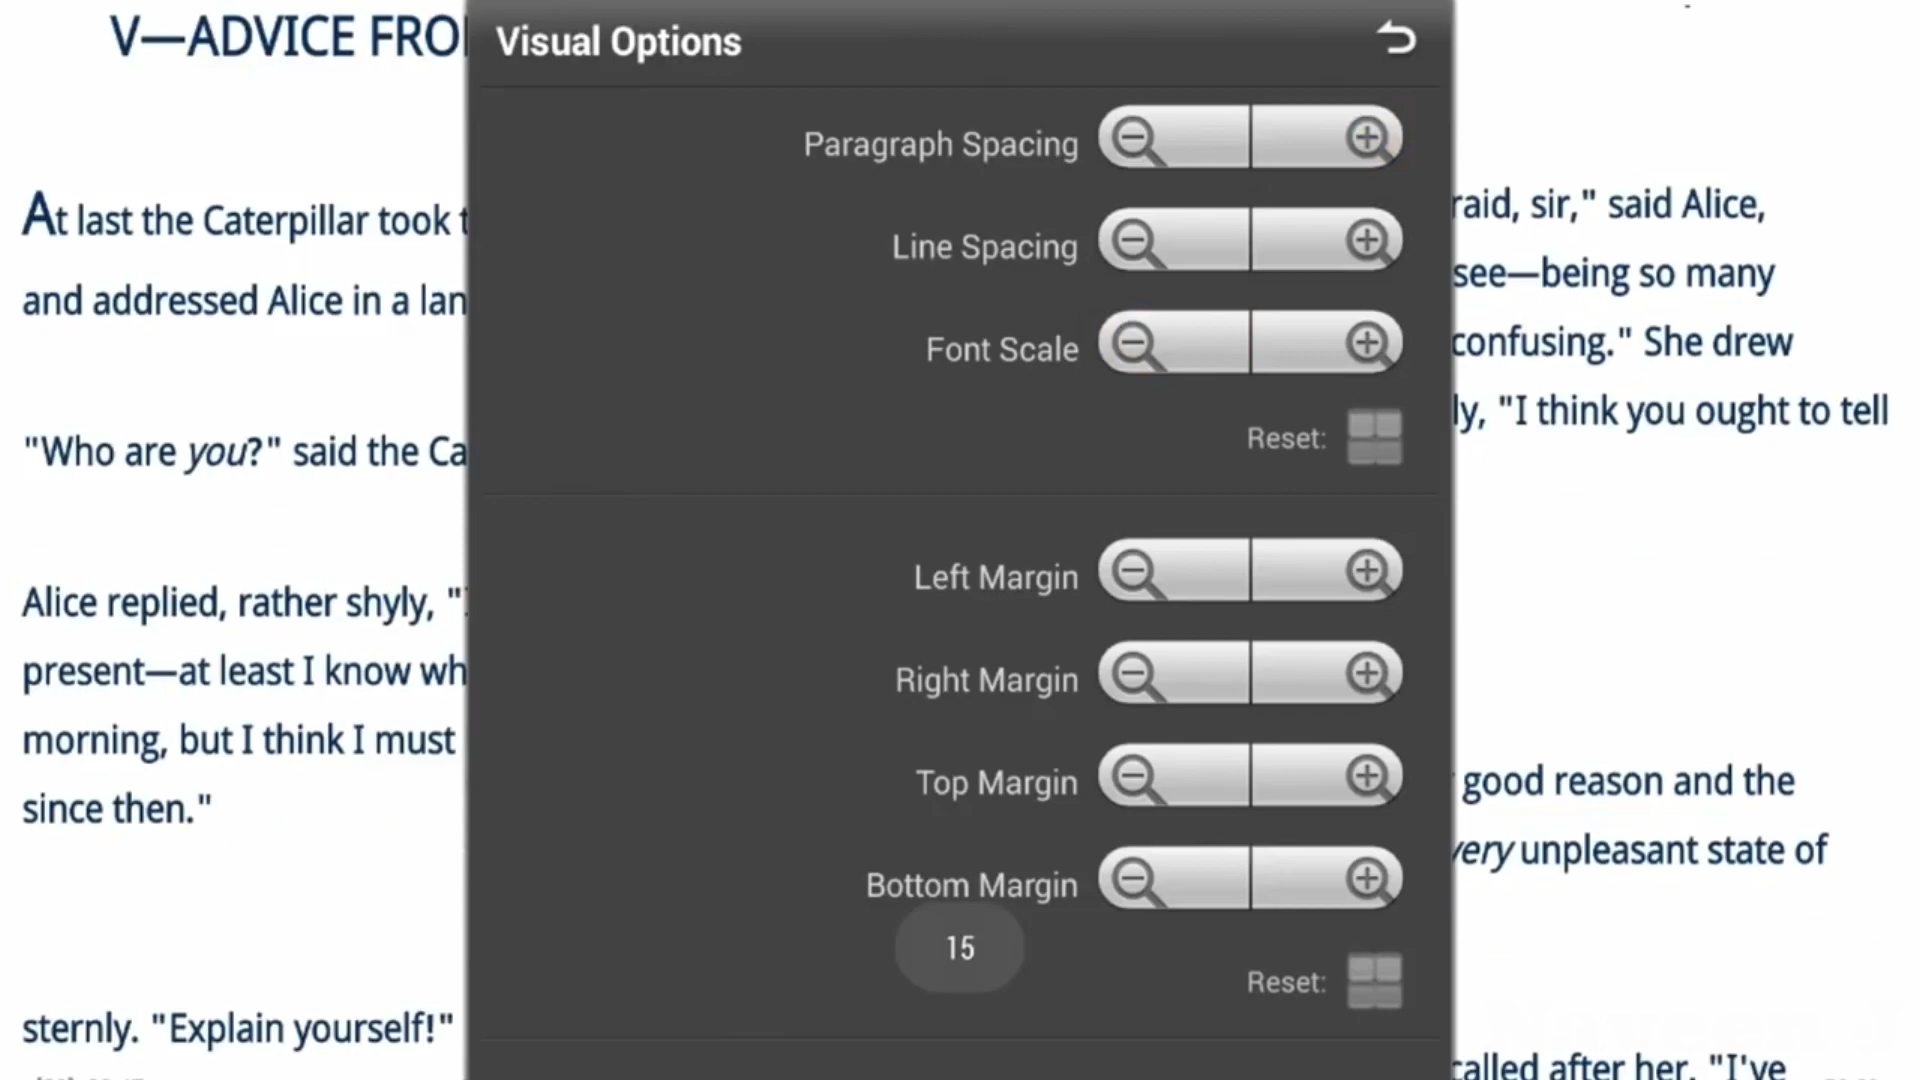 V—ADVICE FRO
At last the Caterpillar took t
and addressed Alice in a lan
"Who are you?" said the Ca
Alice replied, rather shyly, "I
present—at least I know wh
morning, but I think I must
since then."
sternly. "Explain yourself!"
Visual Options
Paragraph Spacing
Line Spacing
Font Scale
Reset:
Left Margin
Right Margin
Top Margin
Bottom Margin
15
Reset:
raid, sir," said Alice,
see—being so many
confusing." She drew
ly, "I think you ought to tell
good reason and the
very unpleasant state of
called after her. "I've